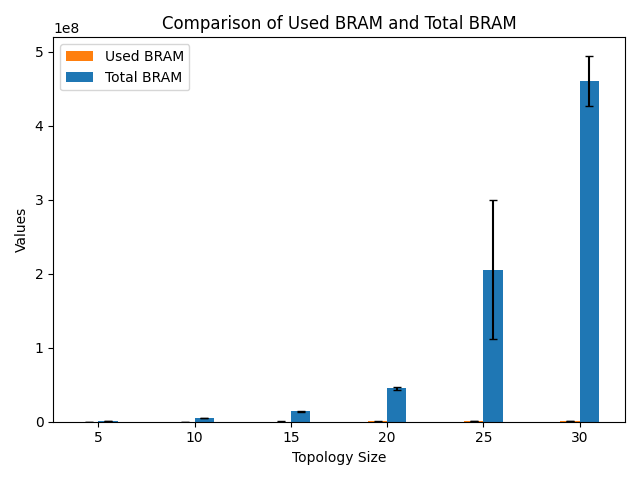 Comparison of Used BRAM and Total BRAM
1e8
Used BRAM
Total BRAM
5
4
3
2
1
0
Values
5 10 15 20 25 30
Topology Size